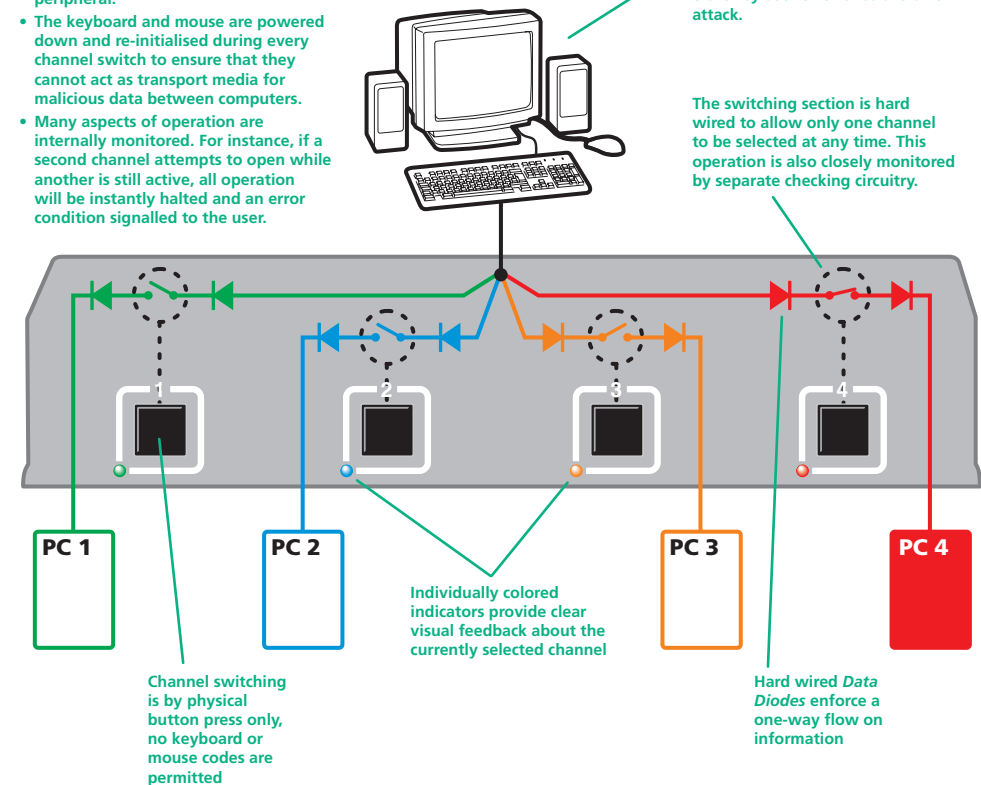 peripheral.
• The keyboard and mouse are powered
down and re-initialised during every
channel switch to ensure that they
cannot act as transport media for
malicious data between computers.
• Many aspects of operation are
internally monitored. For instance, if a
second channel attempts to open while
another is still active, all operation
will be instantly halted and an error
condition signalled to the user.
attack.
The switching section is hard
wired to allow only one channel
to be selected at any time. This
operation is also closely monitored
by separate checking circuitry.
1
2
3
4
PC 1
PC 2
PC 3
PC 4
Individually colored
indicators provide clear
visual feedback about the
currently selected channel
Channel switching
is by physical
button press only,
no keyboard or
mouse codes are
permitted
Hard wired Data
Diodes enforce a
one-way flow on
information